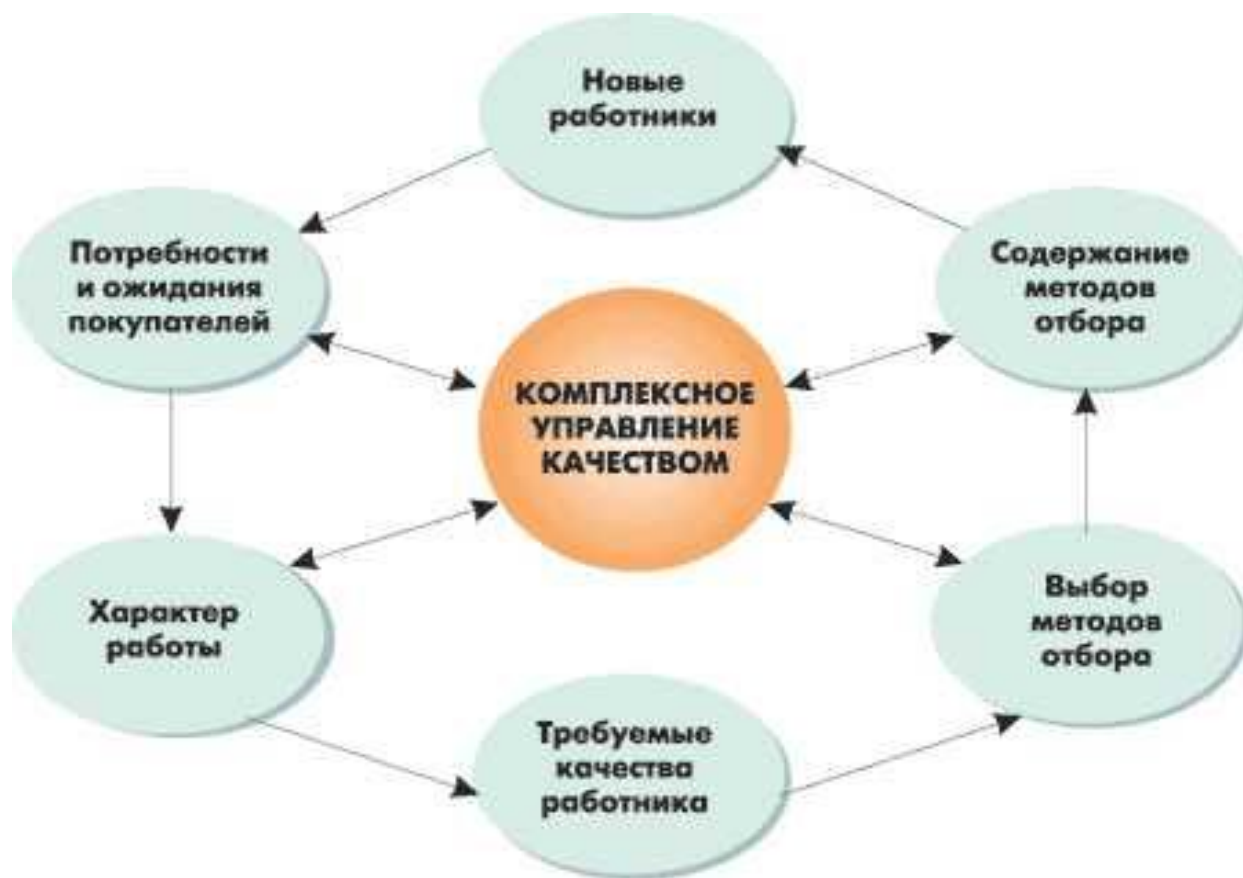 Новые
работники
Потребности
и ожидания
покупателей
Содержание
методов
отбора
КОМПЛЕКСНОЕ
УПРАВЛЕНИЕ
КАЧЕСТВОМ
Характер
работы
Выбор
методов
отбора
Требуемые
качества
работника